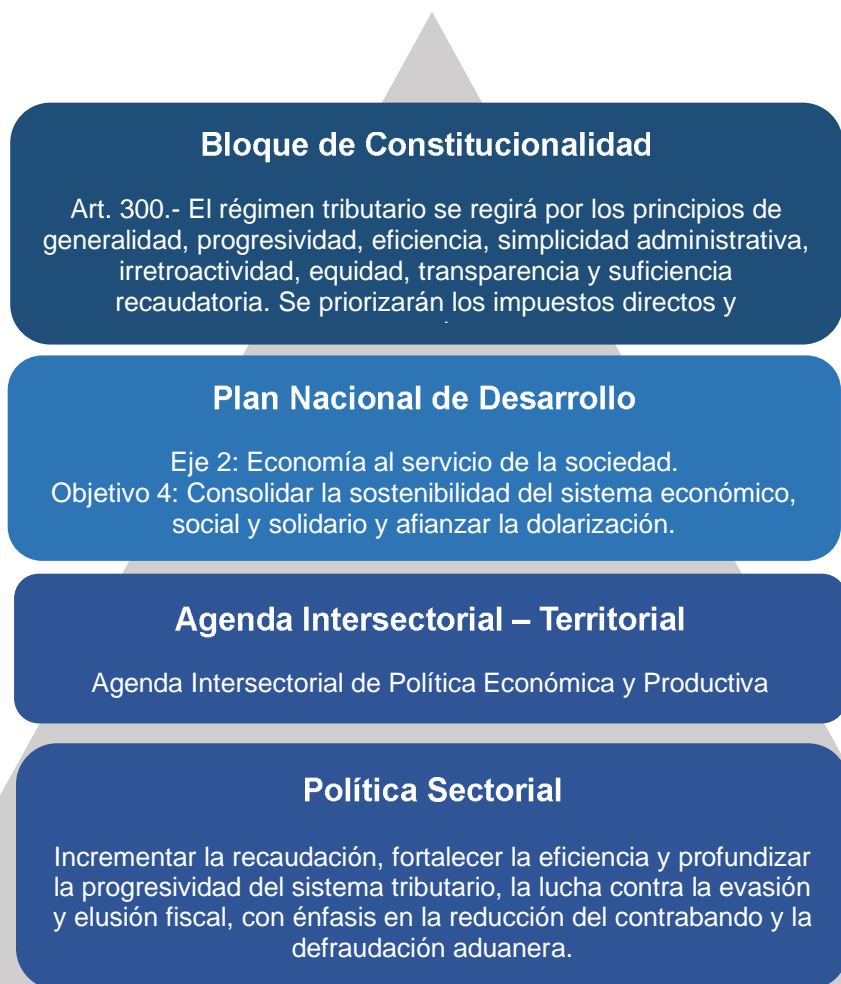 Bloque de Constitucionalidad
Art. 300.- El régimen tributario se regirá por los principios de
generalidad, progresividad, eficiencia, simplicidad administrativa,
irretroactividad, equidad, transparencia y suficiencia
recaudatoria. Se priorizarán los impuestos directos y
Plan Nacional de Desarrollo
Eje 2: Economía al servicio de la sociedad.
Objetivo 4: Consolidar la sostenibilidad del sistema económico,
social y solidario y afianzar la dolarización.
Agenda Intersectorial – Territorial
Agenda Intersectorial de Política Económica y Productiva
Política Sectorial
Incrementar la recaudación, fortalecer la eficiencia y profundizar
la progresividad del sistema tributario, la lucha contra la evasión
y elusión fiscal, con énfasis en la reducción del contrabando y la
defraudación aduanera.